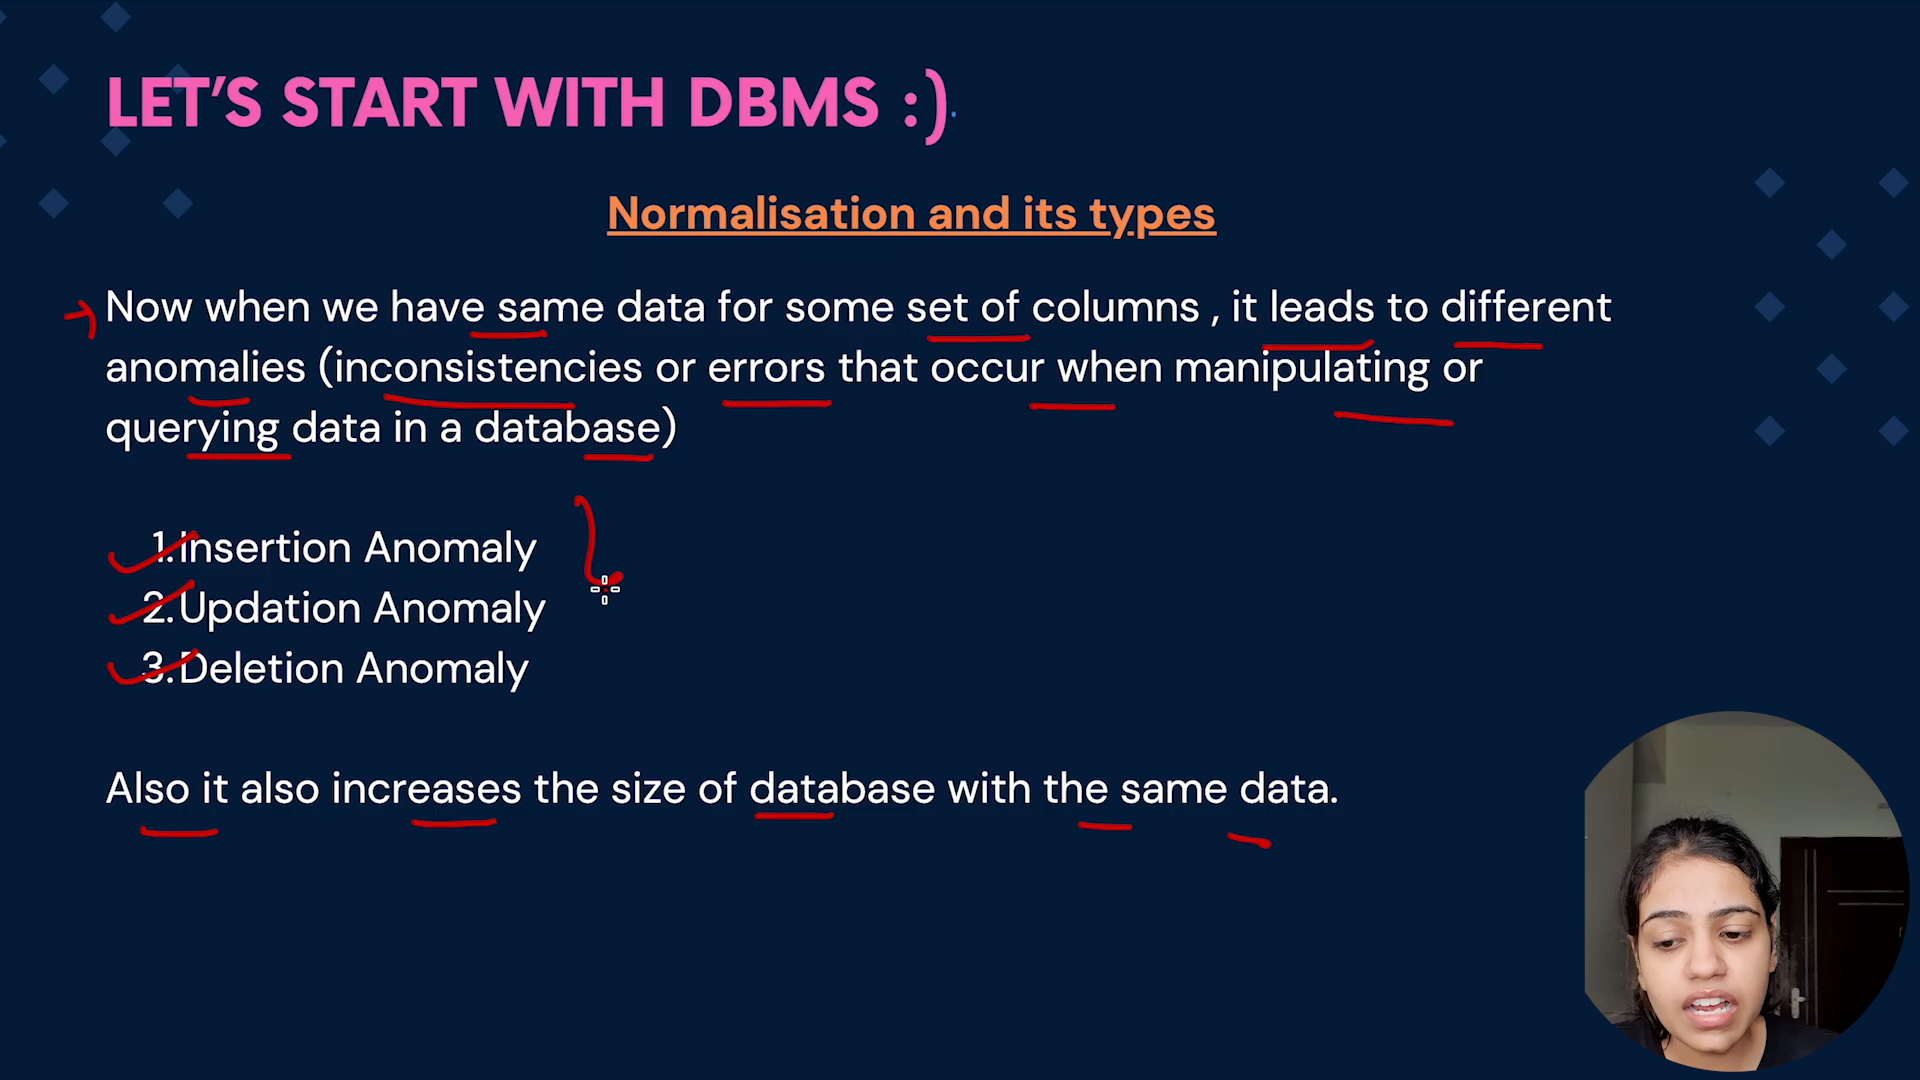 LET'S START WITH DBMS :)
Normalisation and its types
Now when we have same data for some set of columns , it leads to different
anomalies (inconsistencies or errors that occur when manipulating or
querying data in a database)
1. Insertion Anomaly
2. Updation Anomaly
3. Deletion Anomaly
Also it also increases the size of database with the same data.